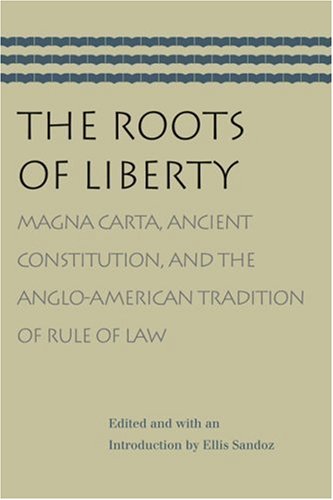 THE ROOTS
OF LIBERTY
MAGNA CARTA, ANCIENT
CONSTITUTION, AND THE
ANGLO-AMERICAN TRADITION
OF RULE OF LAW
Edited and with an
Introduction by Ellis Sandoz